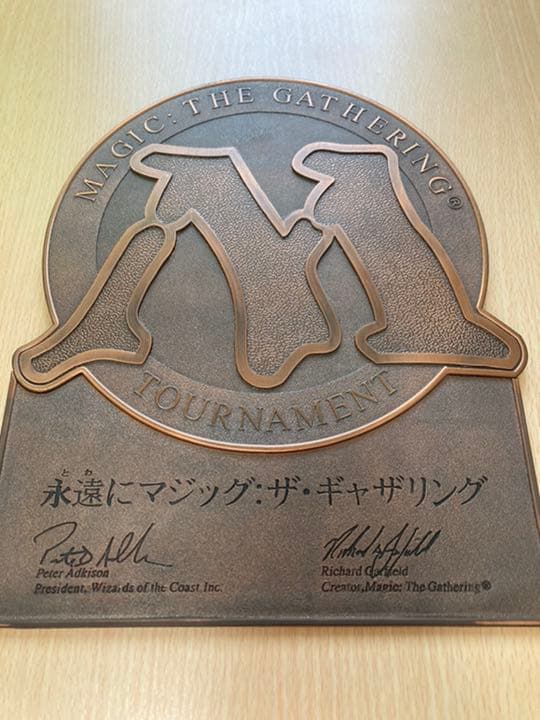 MAGIC: THE GATHERING®
M
TOURNAMENT
とわ
永遠にマジッグ:ザ・ギャザリング
Peter Adkison
President, Wizards of the Coast Inc.
Richard Garfield
Creator,Magic: The Gathering®